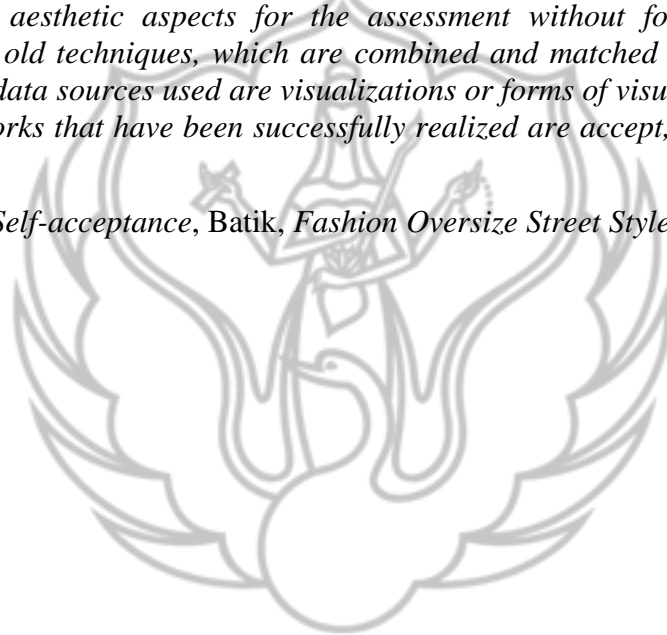 aesthetic aspects for the assessment without fo
old techniques, which are combined and matched
data sources used are visualizations or forms of visu
orks that have been successfully realized are accept,
Self-acceptance, Batik, Fashion Oversize Street Style